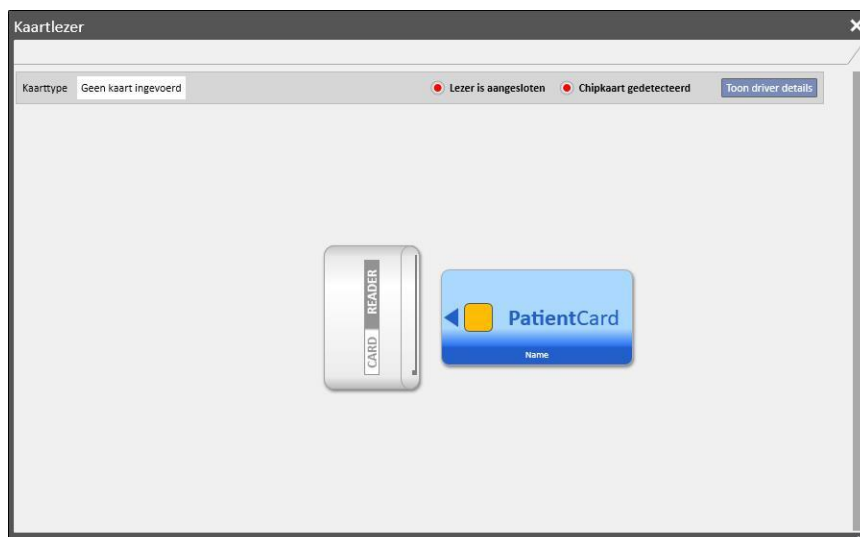 Kaartlezer
Kaarttype Geen kaart ingevoerd Lezer is aangesloten Chipkaart gedetecteerd Toon driver details
CARD READER
PatientCard
Name